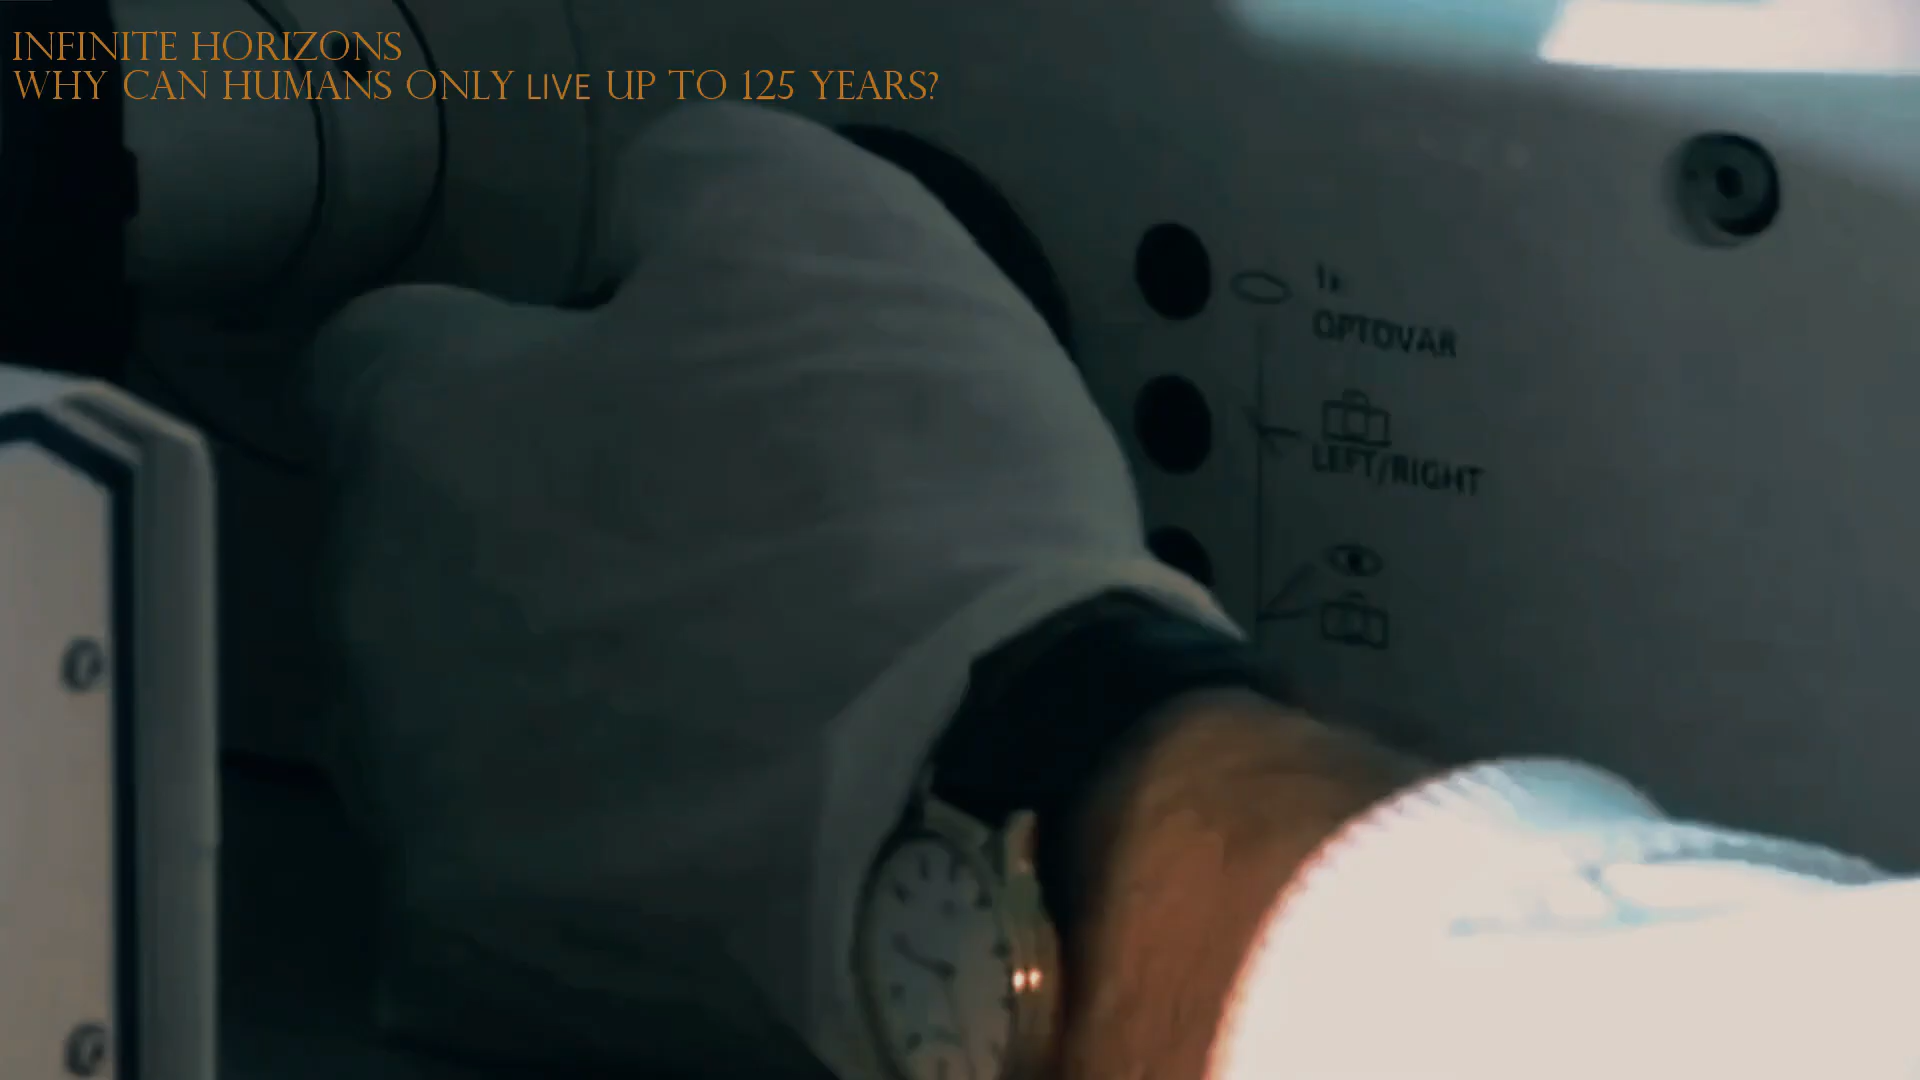 INFINITE HORIZONS
WHY CAN HUMANS ONLY LIVE UP TO 125 YEARS?
1x
OPTOVAR
LEFT/RIGHT